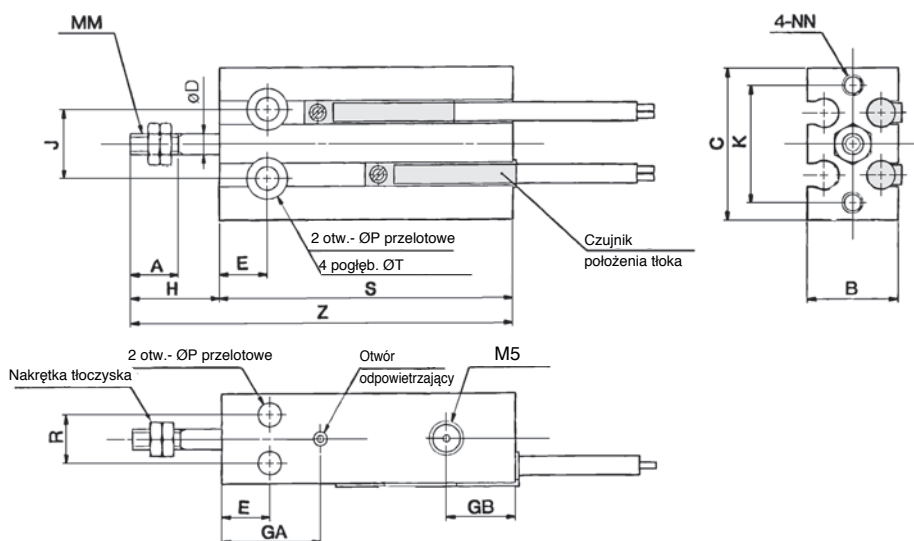 MM
4-NN
øD
J
C
K
2 otw.- ØP przelotowe
4 pogłęb. ØT
Czujnik
położenia tłoka
A
E
H
S
B
Z
2 otw.- ØP przelotowe
Otwór
odpowietrzający
M5
Nakrętka tłoczyska
R
E
GB
GA